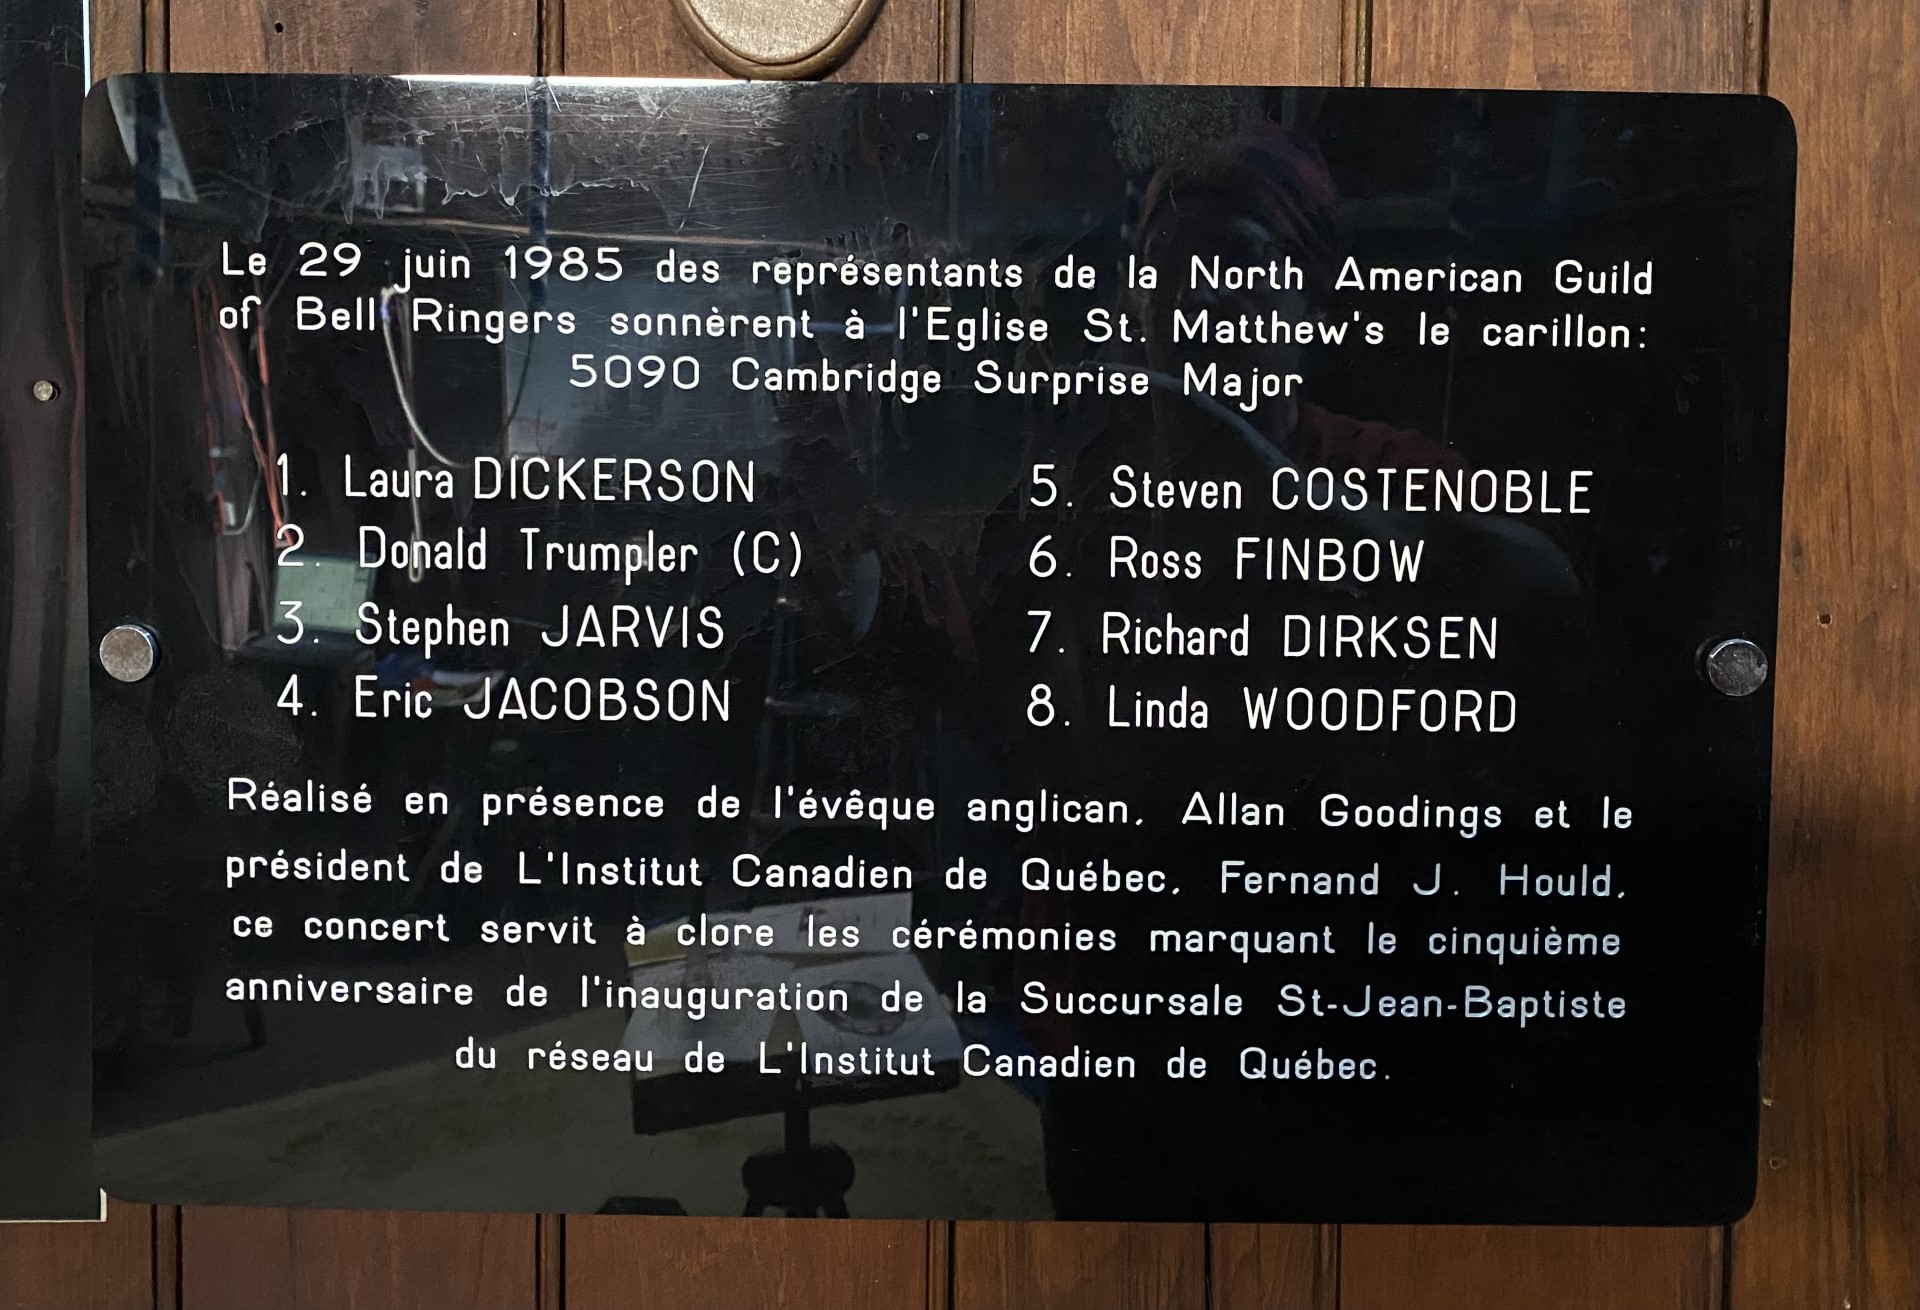 Le 29 juin 1985 des représentants de la North American Guild
of Bell Ringers sonnèrent à l'Eglise St. Matthew's le carillon:
5090 Cambridge Surprise Major
1. Laura DICKERSON
2. Donald Trumpler (C)
3. Stephen JARVIS
4. Eric JACOBSON
5. Steven COSTENOBLE
6. Ross FINBOW
7. Richard DIRKSEN
8. Linda WOODFORD
Réalisé en présence de l'évêque anglican, Allan Goodings et le
président de L'Institut Canadien de Québec, Fernand J. Hould,
ce concert servit à clore les cérémonies marquant le cinquième
anniversaire de l'inauguration de la Succursale St-Jean-Baptiste
du réseau de L'Institut Canadien de Québec.